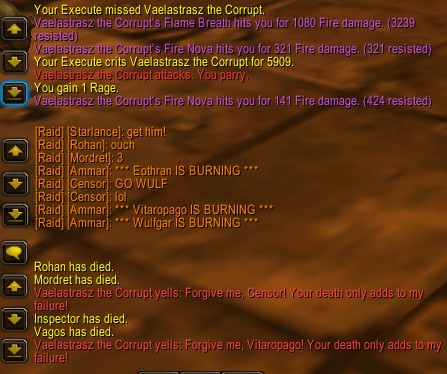 Your Execute missed Vaelastrasz the Corrupt.
Vaelastrasz the Corrupt's Flame Breath hits you for 1080 Fire damage. (3239
resisted)
Vaelastrasz the Corrupt's Fire Nova hits you for 321 Fire damage. (321 resisted)
Your Execute crits Vaelastrasz the Corrupt for 5909.
Vaelastrasz the Corrupt attacks. You parry.
You gain 1 Rage.
Vaelastrasz the Corrupt's Fire Nova hits you for 141 Fire damage. (424 resisted)
[Raid] [Starlance]: get him!
[Raid] [Rohan]: ouch
[Raid] [Mordret]: 3
[Raid] [Ammar]: *** Eothran IS BURNING ***
[Raid] [Censor]: GO WULF
[Raid] [Censor]: lol
[Raid] [Ammar]: *** Vitaropago IS BURNING ***
[Raid] [Ammar]: *** Wulfgar IS BURNING ***
Rohan has died.
Mordret has died.
Vaelastrasz the Corrupt yells: Forgive me, Censor! Your death only adds to my
failure!
Inspector has died.
Vagos has died.
Vaelastrasz the Corrupt yells: Forgive me, Vitaropago! Your death only adds to my
failure!